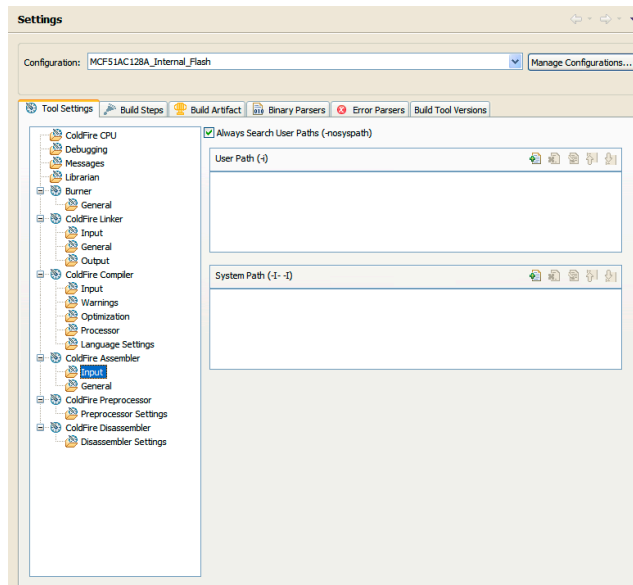 Settings
Configuration: MCF51AC128A_Internal_Flash Manage Configurations...
Tool Settings Build Steps Build Artifact Binary Parsers Error Parsers Build Tool Versions
ColdFire CPU
Debugging
Messages
Librarian
Burner
General
ColdFire Linker
Input
General
Output
ColdFire Compiler
Input
Warnings
Optimization
Processor
Language Settings
ColdFire Assembler
Input
General
ColdFire Preprocessor
Preprocessor Settings
ColdFire Disassembler
Disassembler Settings
Always Search User Paths (-nosyspath)
User Path (-i)
System Path (-I- -I)